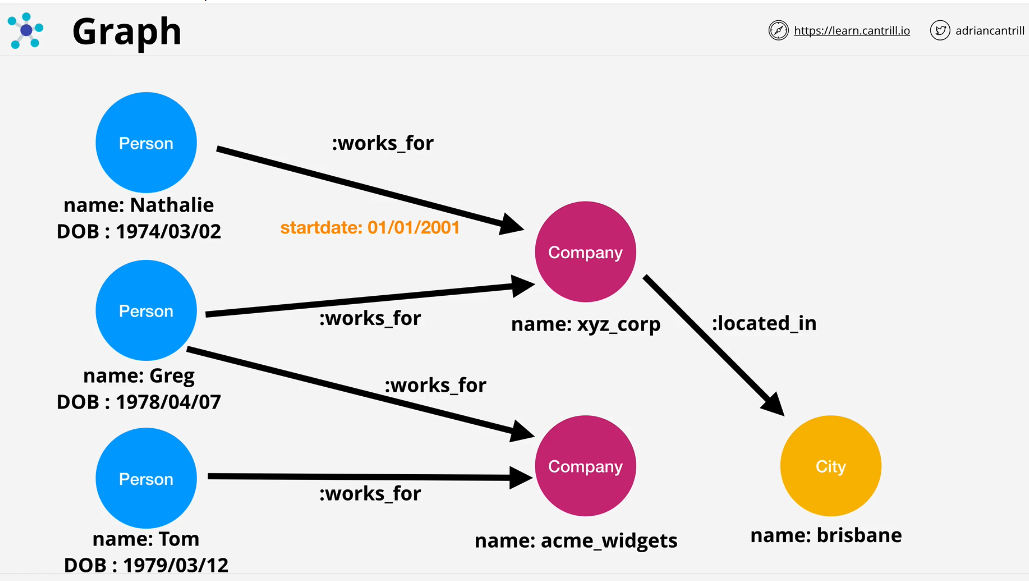 Graph
https://learn.cantrill.io
adriancantrill
Person
:works_for
name: Nathalie
DOB : 1974/03/02
startdate: 01/01/2001
Company
Person
:works_for
name: xyz_corp
:located_in
name: Greg
DOB : 1978/04/07
:works_for
Person
:works_for
Company
City
name: Tom
DOB : 1979/03/12
name: acme_widgets
name: brisbane